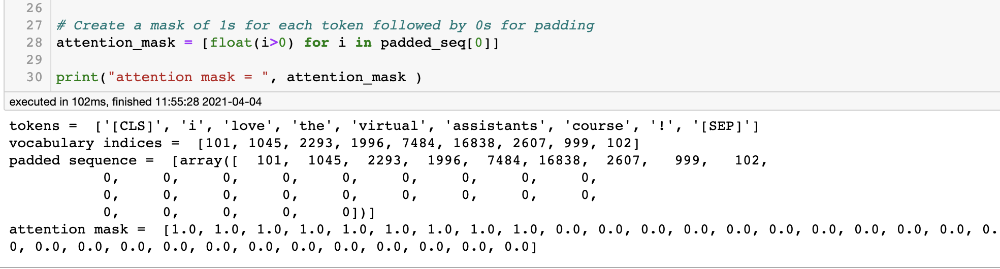 26
27 # Create a mask of 1s for each token followed by 0s for padding
28 attention_mask = [float(i>0) for i in padded_seq[0]]
29
30 print("attention mask = ", attention_mask )
executed in 102ms, finished 11:55:28 2021-04-04
tokens =  ['[CLS]', 'i', 'love', 'the', 'virtual', 'assistants', 'course', '!', '[SEP]']
vocabulary indices =  [101, 1045, 2293, 1996, 7484, 16838, 2607, 999, 102]
padded sequence =  [array([  101,  1045,  2293,  1996,  7484, 16838,  2607,   999,   102,
0,     0,     0,     0,     0,     0,     0,     0,     0,
0,     0,     0,     0,     0,     0,     0,     0,     0,
0,     0,     0,     0,     0])]
attention mask =  [1.0, 1.0, 1.0, 1.0, 1.0, 1.0, 1.0, 1.0, 1.0, 0.0, 0.0, 0.0, 0.0, 0.0, 0.0, 0.0, 0.0, 0.0, 0.0, 0.
0, 0.0, 0.0, 0.0, 0.0, 0.0, 0.0, 0.0, 0.0, 0.0, 0.0, 0.0, 0.0]